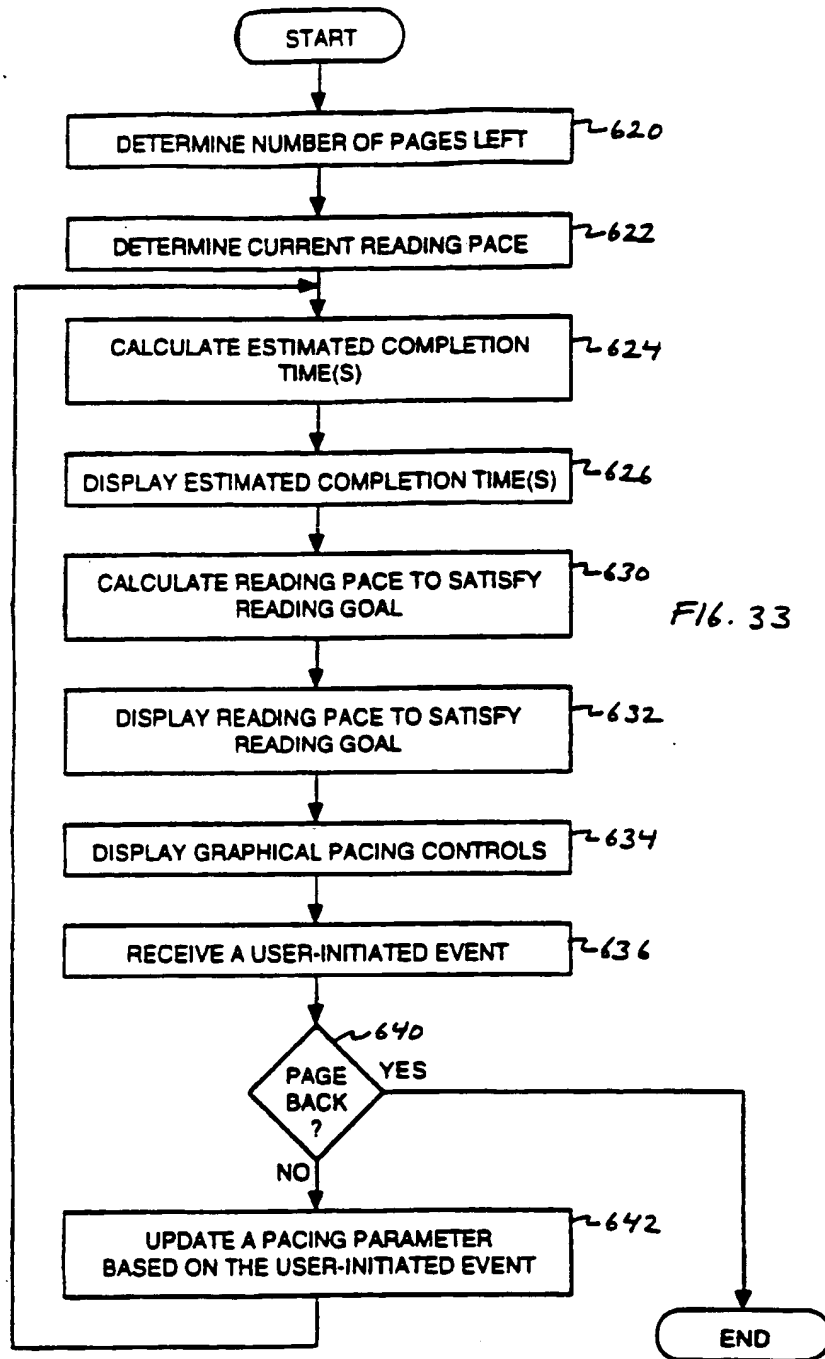 START
DETERMINE NUMBER OF PAGES LEFT
620
DETERMINE CURRENT READING PACE
622
CALCULATE ESTIMATED COMPLETION
TIME(S)
624
DISPLAY ESTIMATED COMPLETION TIME(S)
626
CALCULATE READING PACE TO SATISFY
READING GOAL
630
FIG. 33
DISPLAY READING PACE TO SATISFY
READING GOAL
632
DISPLAY GRAPHICAL PACING CONTROLS
634
RECEIVE A USER-INITIATED EVENT
636
640
PAGE
BACK
?
YES
NO
UPDATE A PACING PARAMETER
BASED ON THE USER-INITIATED EVENT
642
END